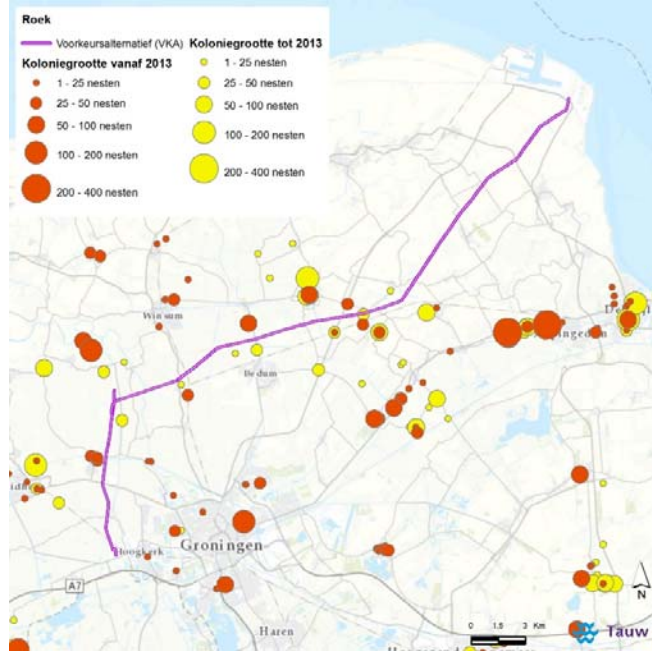 Roek
Voorkeursalternatief (VKA)
Koloniegrootte tot 2013
Koloniegrootte vanaf 2013
1 - 25 nesten
25 - 50 nesten
50 - 100 nesten
100 - 200 nesten
200 - 400 nesten
1 - 25 nesten
25 - 50 nesten
50 - 100 nesten
100 - 200 nesten
200 - 400 nesten
Winsum
Bedum
Groningen
Hoogkerk
A7
Haren
N
0 1.5 3 Km
Tauw